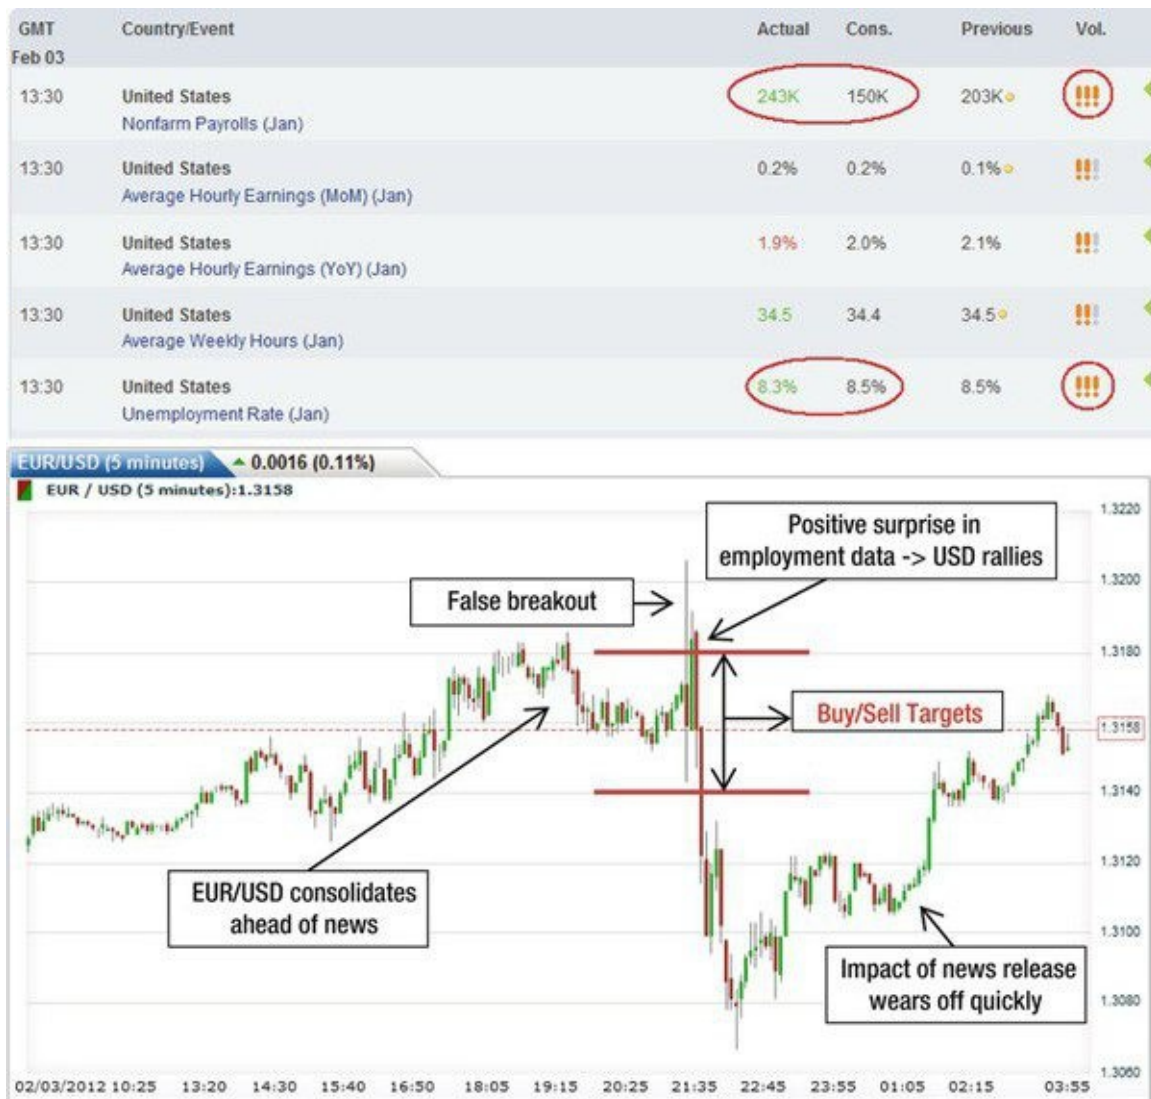 GMT Country/Event Actual Cons. Previous Vol.
Feb 03
13:30 United States 243K 150K 203K
Nonfarm Payrolls (Jan)
13:30 United States 0.2% 0.2% 0.1%
Average Hourly Earnings (MoM) (Jan)
13:30 United States 1.9% 2.0% 2.1%
Average Hourly Earnings (YoY) (Jan)
13:30 United States 34.5 34.4 34.5
Average Weekly Hours (Jan)
13:30 United States 8.3% 8.5% 8.5%
Unemployment Rate (Jan)
EUR/USD (5 minutes) 0.0016 (0.11%)
EUR / USD (5 minutes):1.3158
1.3220
Positive surprise in
employment data -> USD rallies
1.3200
False breakout
1.3180
Buy/Sell Targets
1.3158
1.3140
1.3120
EUR/USD consolidates
ahead of news
1.3100
Impact of news release
wears off quickly
1.3080
1.3060
02/03/2012 10:25 13:20 14:30 15:40 16:50 18:05 19:15 20:25 21:35 22:45 23:55 01:05 02:15 03:55